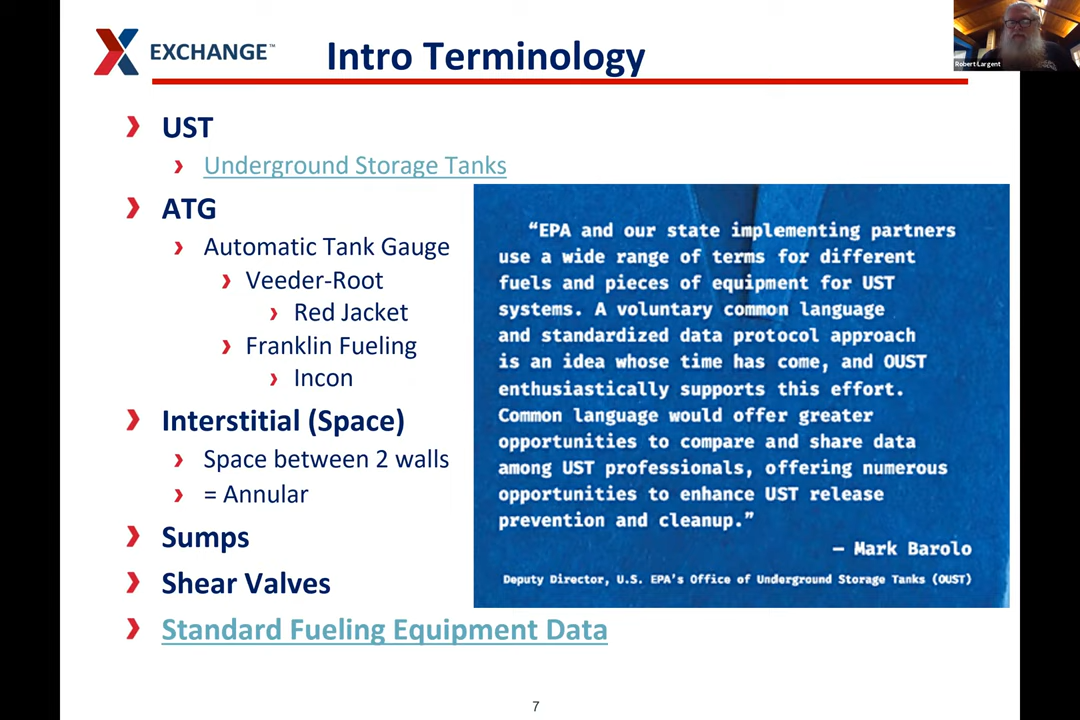 EXCHANGE™
Intro Terminology
Robert Largent
UST
Underground Storage Tanks
ATG
Automatic Tank Gauge
Veeder-Root
Red Jacket
Franklin Fueling
Incon
Interstitial (Space)
Space between 2 walls
= Annular
Sumps
Shear Valves
Standard Fueling Equipment Data
“EPA and our state implementing partners
use a wide range of terms for different
fuels and pieces of equipment for UST
systems. A voluntary common language
and standardized data protocol approach
is an idea whose time has come, and OUST
enthusiastically supports this effort.
Common language would offer greater
opportunities to compare and share data
among UST professionals, offering numerous
opportunities to enhance UST release
prevention and cleanup.”
— Mark Barolo
Deputy Director, U.S. EPA’s Office of Underground Storage Tanks (OUST)
7